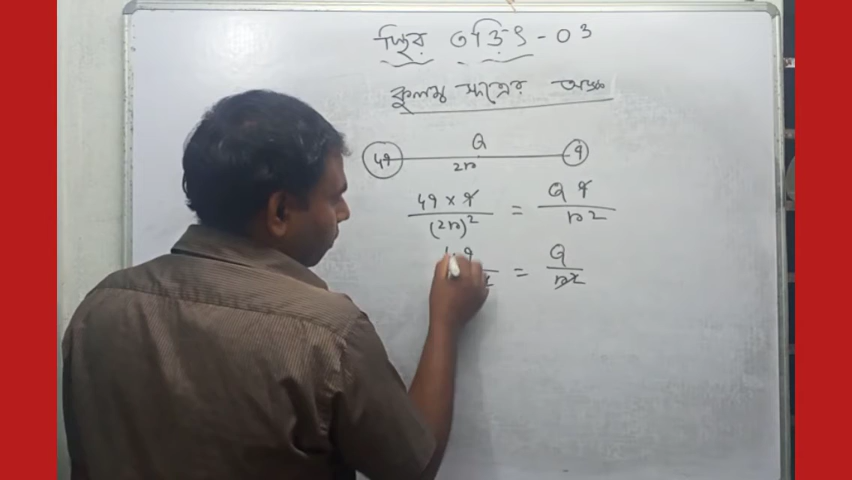 স্থির তড়িৎ - 03
কুলম্ব সূত্রের অঙ্ক
4q Q q
2r
4q × q / (2r)² = Q q / r²
= Q / r²